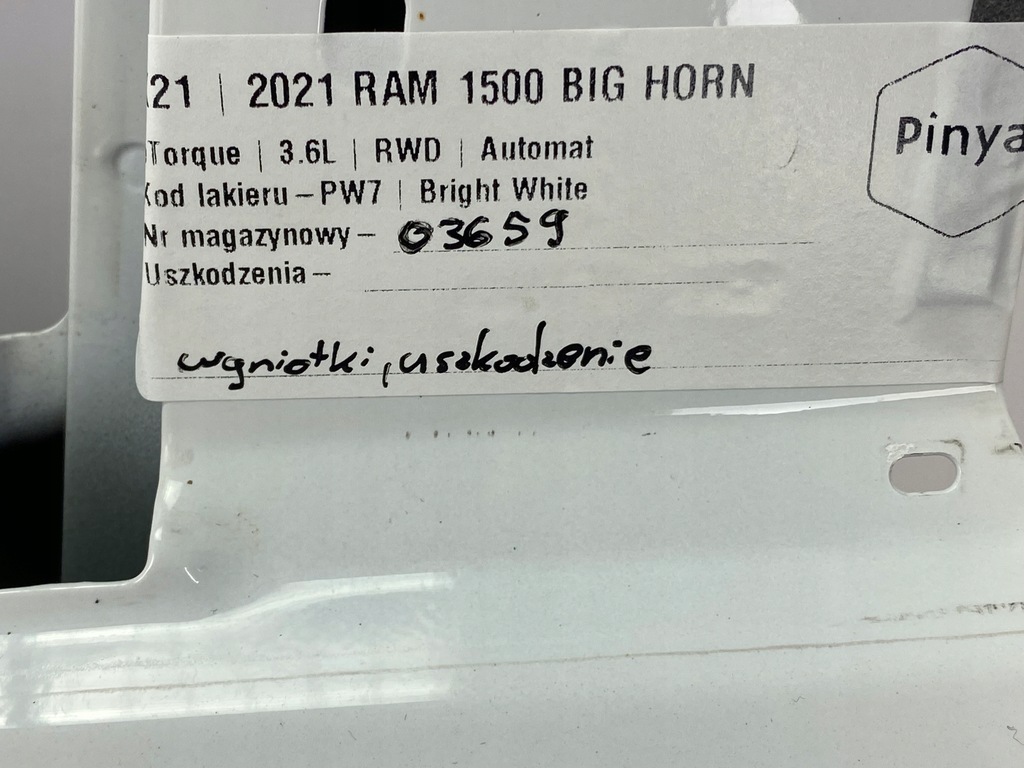 21 | 2021 RAM 1500 BIG HORN
Torque | 3.6L | RWD | Automat
Kod lakieru – PW7 | Bright White
Nr magazynowy – 03659
Uszkodzenia –
wgniotki, uszkodzenie
Pinya